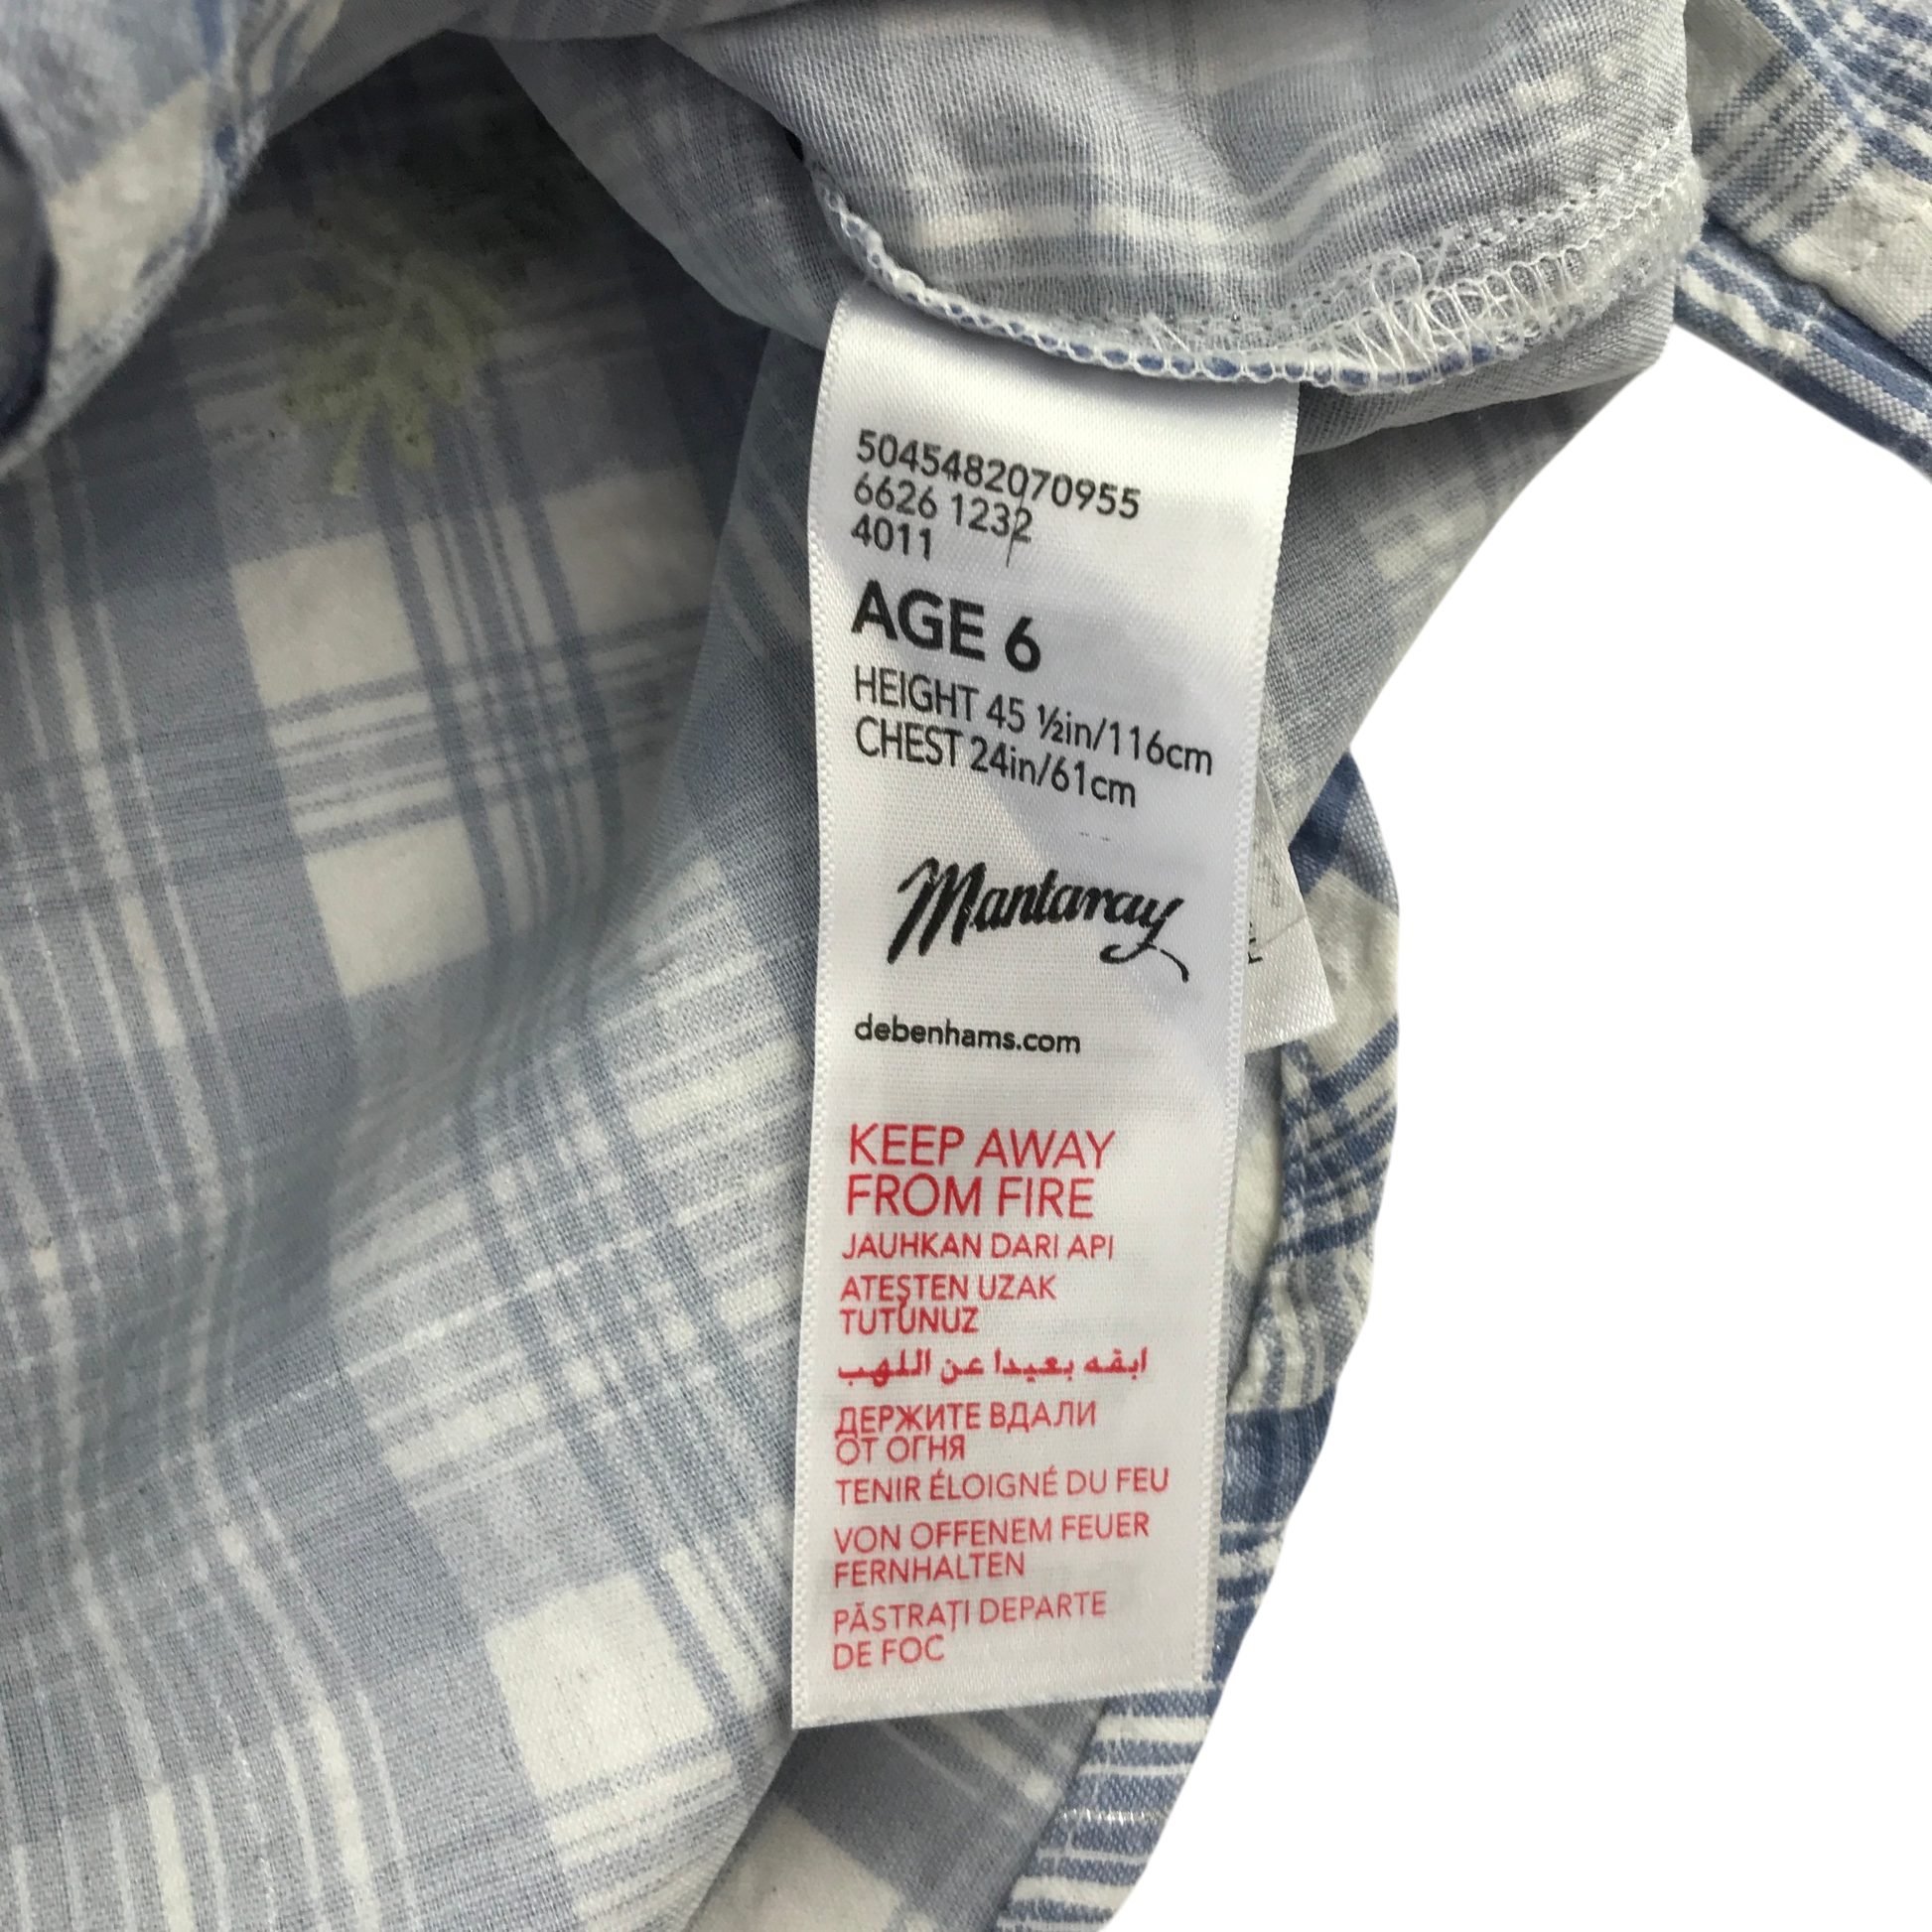 5045482070955
6626 1232
4011
AGE 6
HEIGHT 45 ½in/116cm
CHEST 24in/61cm
Mantaray
debenhams.com
KEEP AWAY
FROM FIRE
JAUHKAN DARI API
ATEŞTEN UZAK
TUTUNUZ
ابقه بعيدا عن اللهب
ДЕРЖИТЕ ВДАЛИ
ОТ ОГНЯ
TENIR ÉLOIGNÉ DU FEU
VON OFFENEM FEUER
FERNHALTEN
PĂSTRAȚI DEPARTE
DE FOC